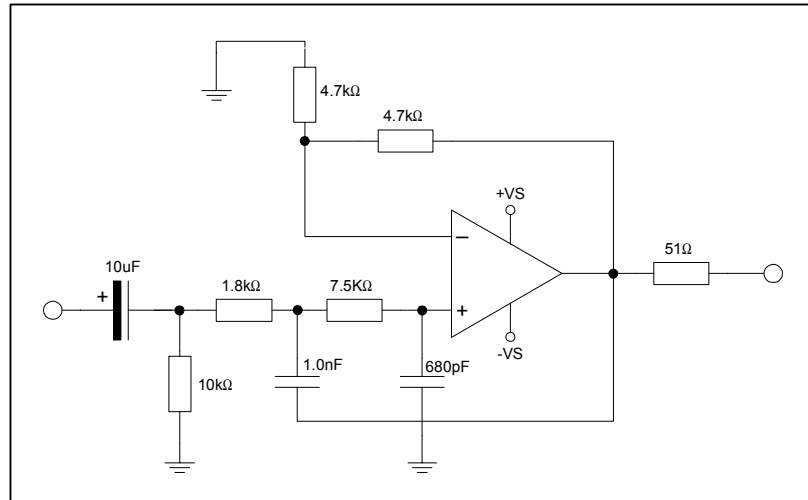 4.7kΩ
4.7kΩ
+VS
−
51Ω
10uF
+
1.8kΩ
7.5KΩ
+
-VS
1.0nF
680pF
10kΩ